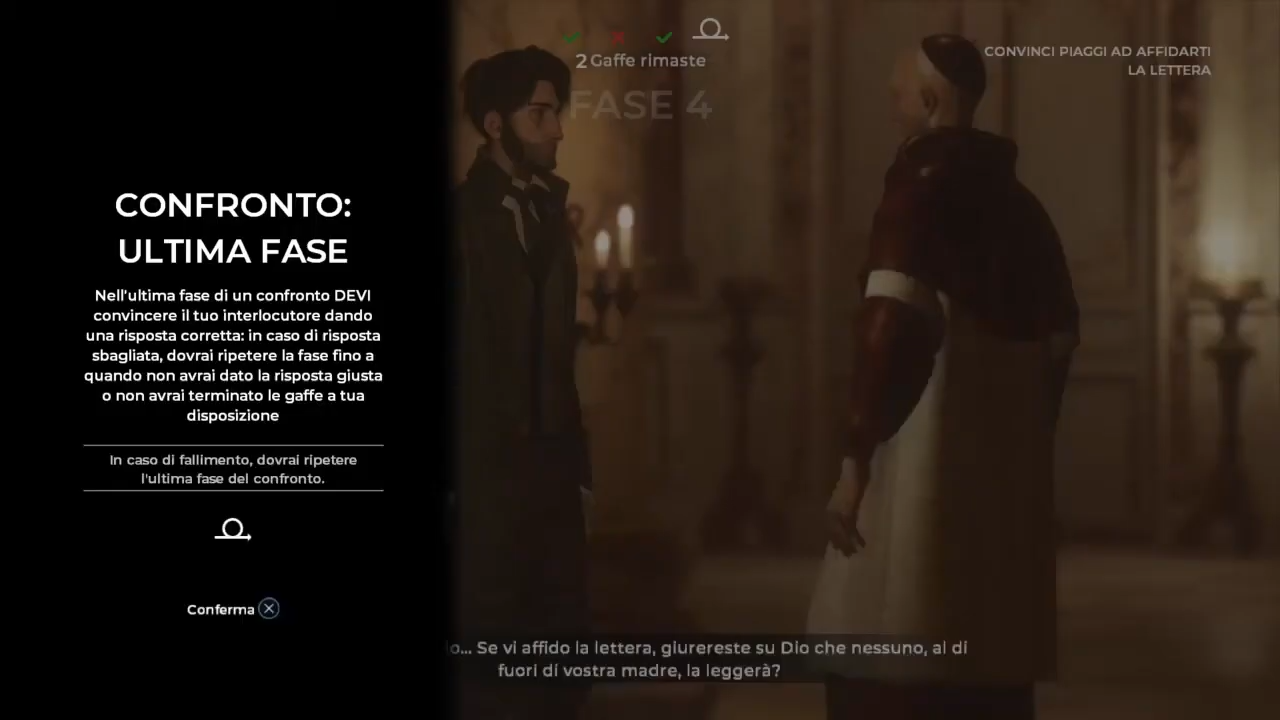 2 Gaffe rimaste
FASE 4
CONVINCI PIAGGI AD AFFIDARTI
LA LETTERA
CONFRONTO:
ULTIMA FASE
Nell'ultima fase di un confronto DEVI
convincere il tuo interlocutore dando
una risposta corretta: in caso di risposta
sbagliata, dovrai ripetere la fase fino a
quando non avrai dato la risposta giusta
o non avrai terminato le gaffe a tua
disposizione
In caso di fallimento, dovrai ripetere
l'ultima fase del confronto.
Conferma
Se vi affido la lettera, giurereste su Dio che nessuno, al di
fuori di vostra madre, la leggerà?